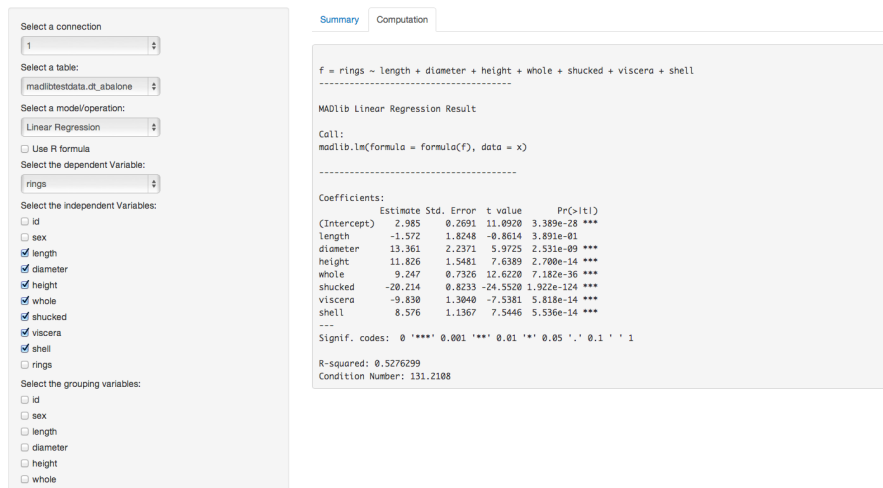 Select a connection
1
Select a table:
madlibtestdata.dt_abalone
Select a model/operation:
Linear Regression
Use R formula
Select the dependent Variable:
rings
Select the independent Variables:
id
sex
length
diameter
height
whole
shucked
viscera
shell
rings
Select the grouping variables:
id
sex
length
diameter
height
whole
Summary Computation
f = rings ~ length + diameter + height + whole + shucked + viscera + shell
-------------------------------------
MADlib Linear Regression Result
Call:
madlib.lm(formula = formula(f), data = x)
--------------------------------------
Coefficients:
Estimate Std. Error t value Pr(>|t|)
(Intercept) 2.985 0.2691 11.0920 3.389e-28 ***
length -1.572 1.8248 -0.8614 3.891e-01
diameter 13.361 2.2371 5.9725 2.531e-09 ***
height 11.826 1.5481 7.6389 2.700e-14 ***
whole 9.247 0.7326 12.6220 7.182e-36 ***
shucked -20.214 0.8233 -24.5520 1.922e-124 ***
viscera -9.830 1.3040 -7.5381 5.818e-14 ***
shell 8.576 1.1367 7.5446 5.536e-14 ***
---
Signif. codes: 0 '***' 0.001 '**' 0.01 '*' 0.05 '.' 0.1 ' ' 1
R-squared: 0.5276299
Condition Number: 131.2108